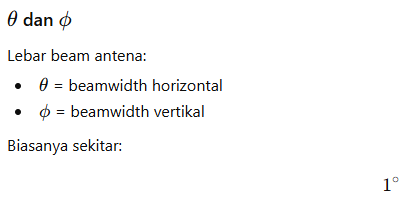 θ dan ϕ
Lebar beam antena:
• θ = beamwidth horizontal
• ϕ = beamwidth vertikal
Biasanya sekitar:
1°